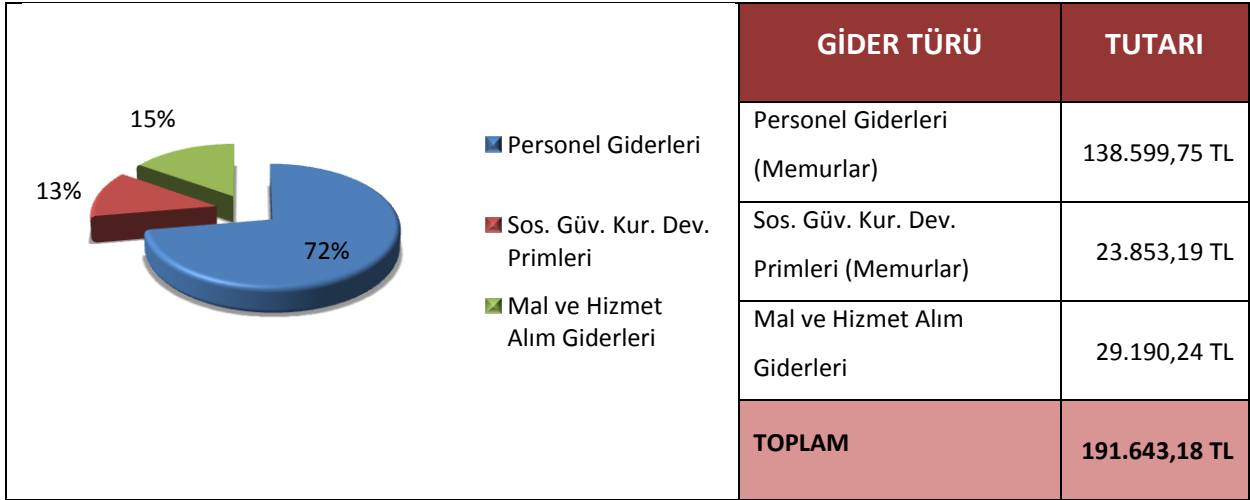 15%
13%
72%
Personel Giderleri
Sos. Güv. Kur. Dev.
Primleri
Mal ve Hizmet
Alım Giderleri
GİDER TÜRÜ TUTARI
Personel Giderleri
(Memurlar)
138.599,75 TL
Sos. Güv. Kur. Dev.
Primleri (Memurlar)
23.853,19 TL
Mal ve Hizmet Alım
Giderleri
29.190,24 TL
TOPLAM 191.643,18 TL